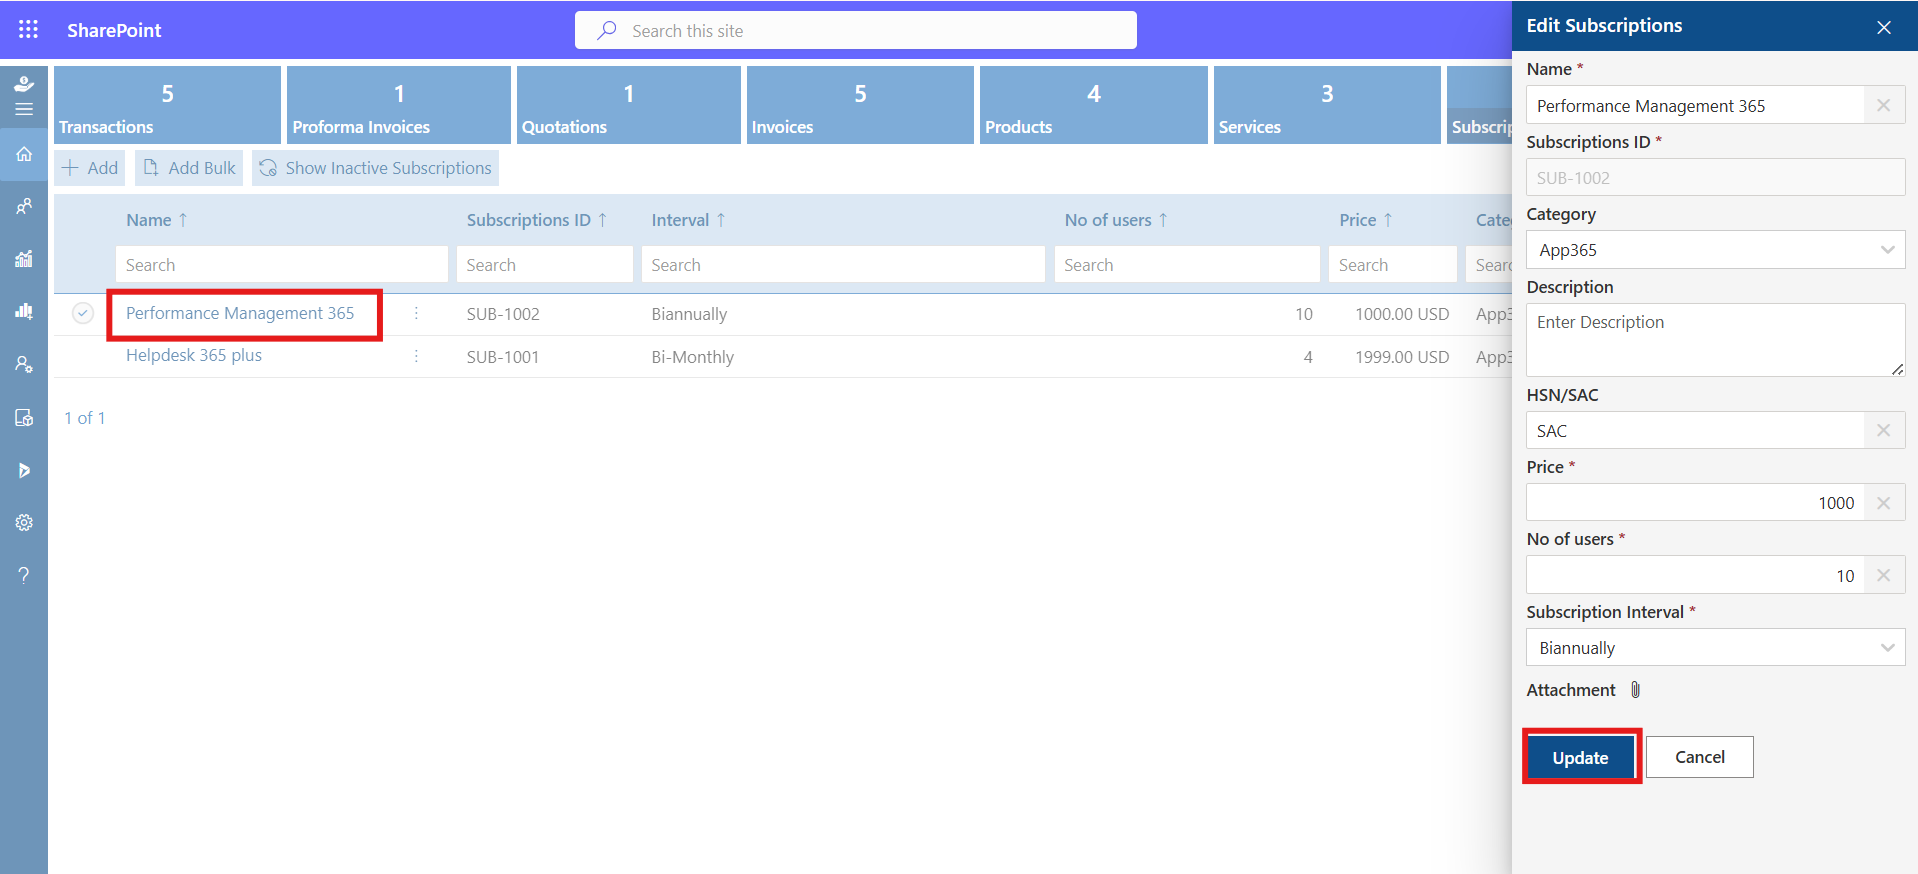 SharePoint
Search this site
5
Transactions
1
Proforma Invoices
1
Quotations
5
Invoices
4
Products
3
Services
Subscrip
Add
Add Bulk
Show Inactive Subscriptions
Name ↑ Subscriptions ID ↑ Interval ↑ No of users ↑ Price ↑ Cate
Search Search Search Search Search Searc
Performance Management 365 SUB-1002 Biannually 10 1000.00 USD App3
Helpdesk 365 plus SUB-1001 Bi-Monthly 4 1999.00 USD App3
1 of 1
Edit Subscriptions
Name *
Performance Management 365
Subscriptions ID *
SUB-1002
Category
App365
Description
Enter Description
HSN/SAC
SAC
Price *
1000
No of users *
10
Subscription Interval *
Biannually
Attachment
Update
Cancel